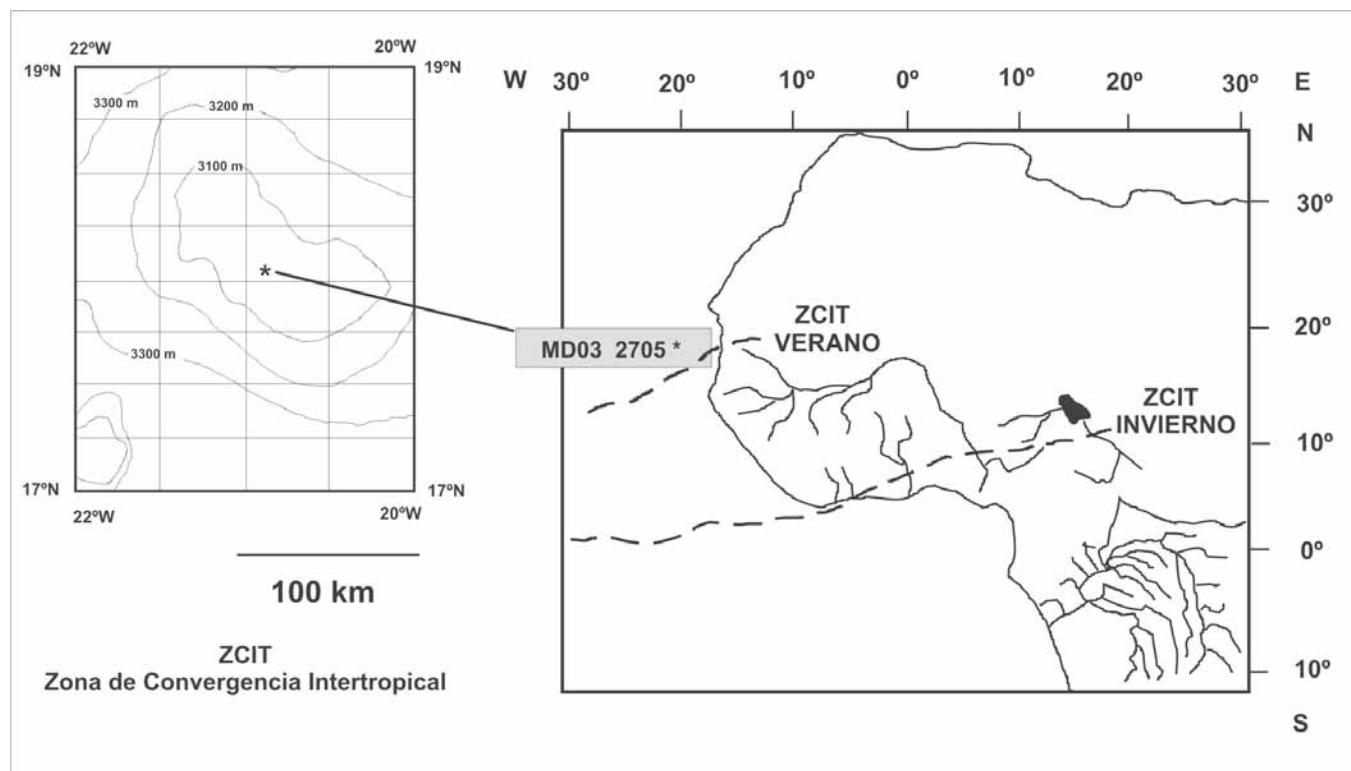 22ºW 20ºW
19ºN 19ºN
3300 m 3200 m
3100 m
*
3300 m
17ºN 17ºN
22ºW 20ºW
100 km
ZCIT
Zona de Convergencia Intertropical
W 30º 20º 10º 0º 10º 20º 30º E
N
30º
20º
ZCIT
VERANO
MD03 2705 *
ZCIT
INVIERNO
10º
0º
10º
S